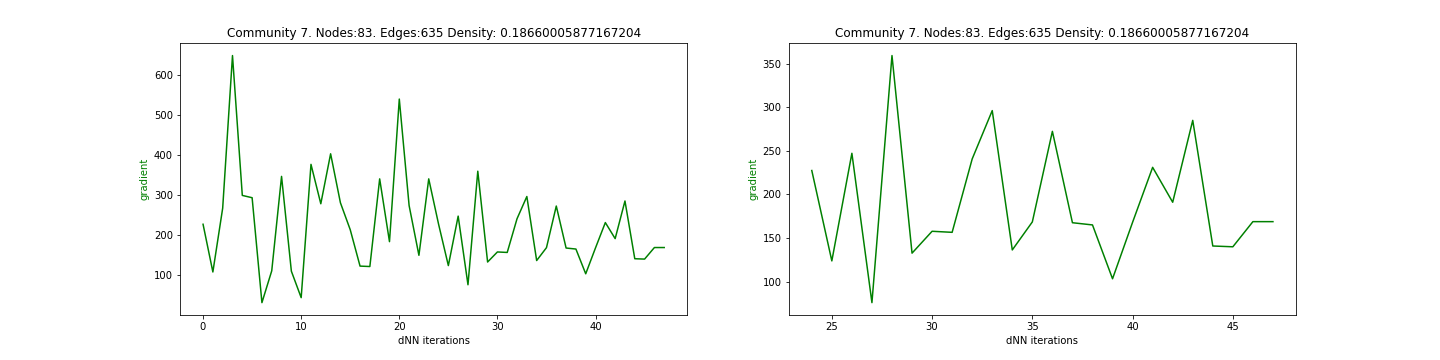 Community 7. Nodes:83. Edges:635 Density: 0.18660005877167204
600
500
400
300
200
100
gradient
0 10 20 30 40
dNN iterations
Community 7. Nodes:83. Edges:635 Density: 0.18660005877167204
350
300
250
200
150
100
gradient
25 30 35 40 45
dNN iterations